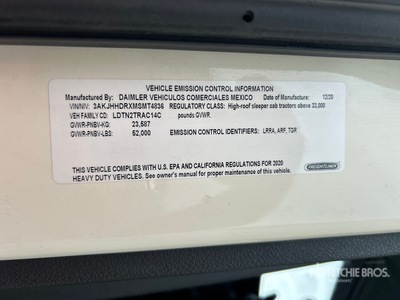 VEHICLE EMISSION CONTROL INFORMATION
Manufactured By: DAIMLER VEHICULOS COMERCIALES MEXICO Date of Manufacture: 12/20
VIN/NIV: 3AKJHHDRXMSMT4836 REGULATORY CLASS: High-roof sleeper cab tractors above 33,000
VEH FAMILY CD: LDTN2TRAC14C pounds GVWR.
GVWR-PNBV-KG: 23,587
GVWR-PNBV-LBS: 52,000 EMISSION CONTROL IDENTIFIERS: LRRA, ARF, TGR
THIS VEHICLE COMPLIES WITH U.S. EPA AND CALIFORNIA REGULATIONS FOR 2020
HEAVY DUTY VEHICLES. See owner's manual for proper maintenance of this vehicle.
FREIGHTLINER
RITCHIE BROS.